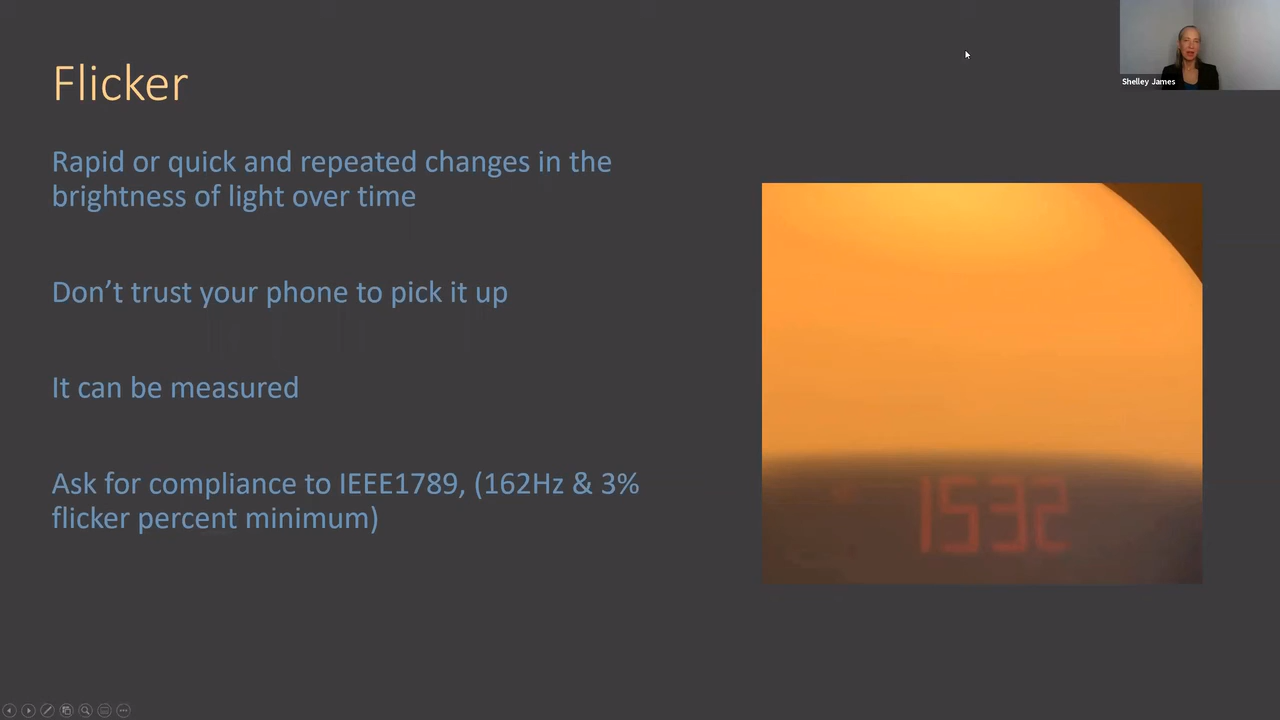 Flicker
Shelley James
Rapid or quick and repeated changes in the
brightness of light over time
Don’t trust your phone to pick it up
It can be measured
Ask for compliance to IEEE1789, (162Hz & 3%
flicker percent minimum)
1532